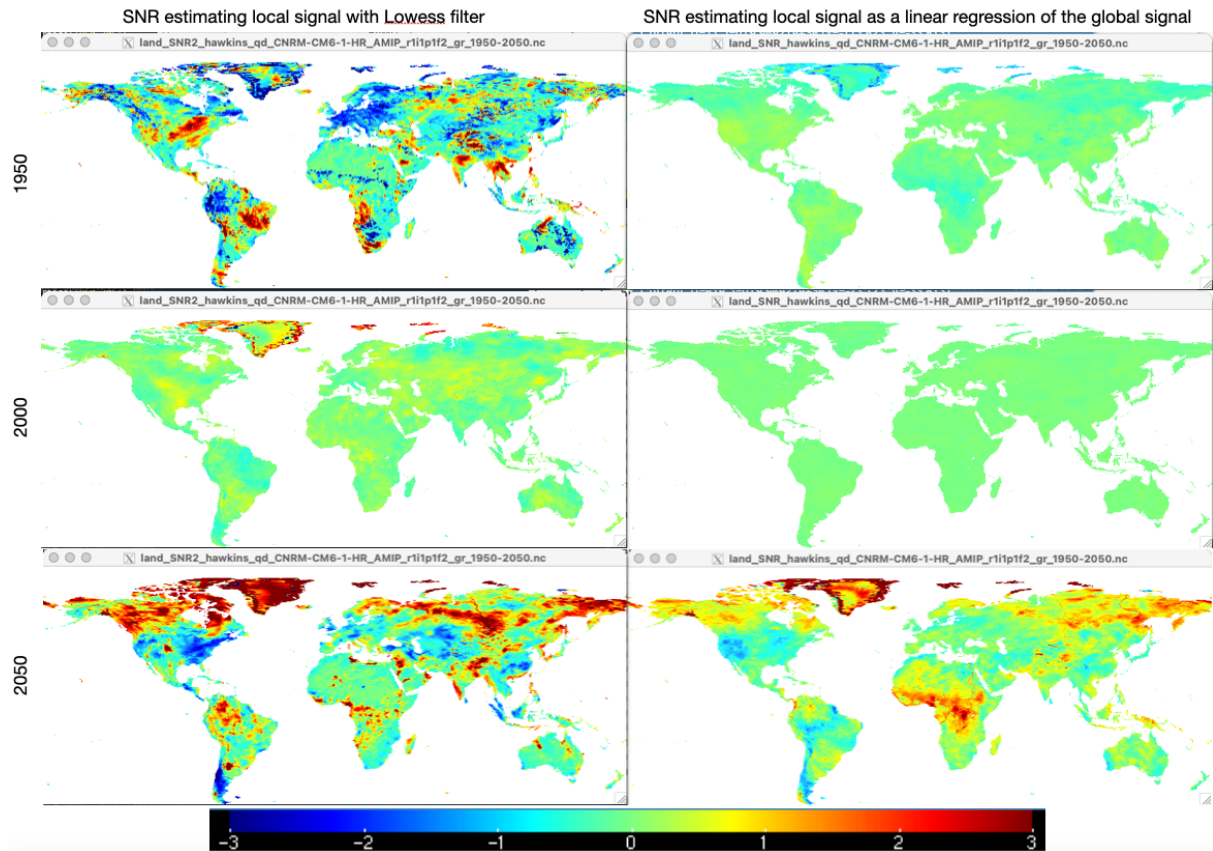 SNR estimating local signal with Lowess filter
SNR estimating local signal as a linear regression of the global signal
land_SNR2_hawkins_qd_CNRM-CM6-1-HR_AMIP_r1i1p1f2_gr_1950-2050.nc
land_SNR_hawkins_qd_CNRM-CM6-1-HR_AMIP_r1i1p1f2_gr_1950-2050.nc
1950
land_SNR2_hawkins_qd_CNRM-CM6-1-HR_AMIP_r1i1p1f2_gr_1950-2050.nc
land_SNR_hawkins_qd_CNRM-CM6-1-HR_AMIP_r1i1p1f2_gr_1950-2050.nc
2000
land_SNR2_hawkins_qd_CNRM-CM6-1-HR_AMIP_r1i1p1f2_gr_1950-2050.nc
land_SNR_hawkins_qd_CNRM-CM6-1-HR_AMIP_r1i1p1f2_gr_1950-2050.nc
2050
-3 -2 -1 0 1 2 3